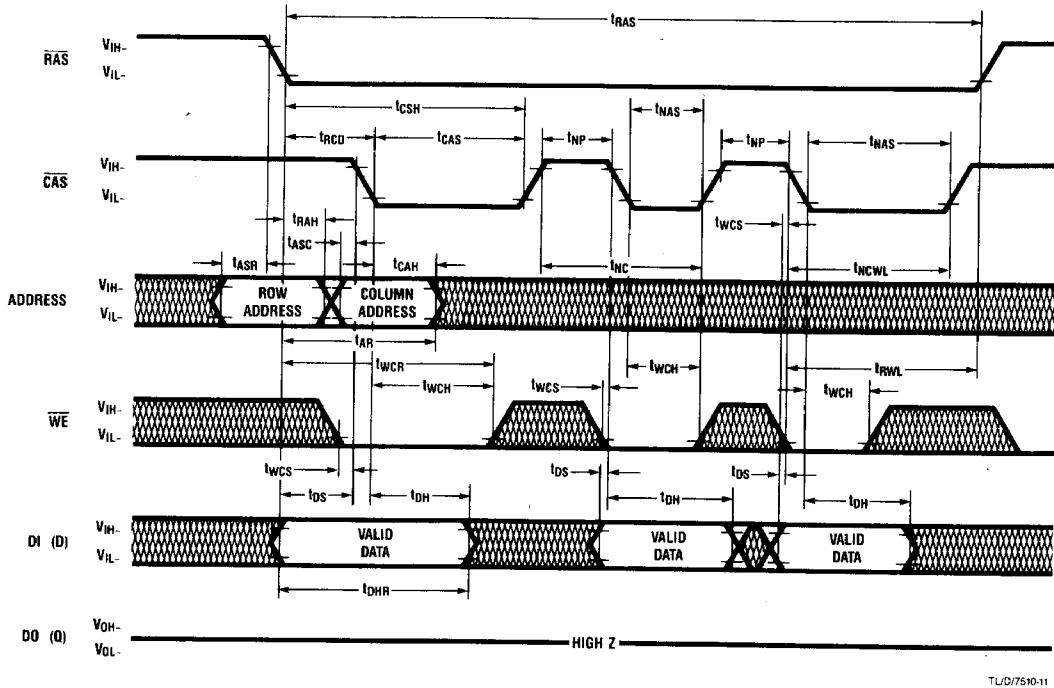 tRAS
RAS
VIH-
VIL-
tCSH
tNAS
tRCD
tCAS
tNP
tNP
tNAS
CAS
VIH-
VIL-
tRAH
tWCS
tASC
tASR
tCAH
tNC
tNCWL
ADDRESS
VIH-
VIL-
ROW
ADDRESS
COLUMN
ADDRESS
tAR
tWCR
tRWL
tWCH
tWCS
tWCH
tWCH
WE
VIH-
VIL-
tWCS
tDS
tDS
tDS
tDH
tDH
tDH
DI (D)
VIH-
VIL-
VALID
DATA
VALID
DATA
VALID
DATA
tDHR
DO (Q)
VOH-
VOL-
HIGH Z
TL/D/7510-11